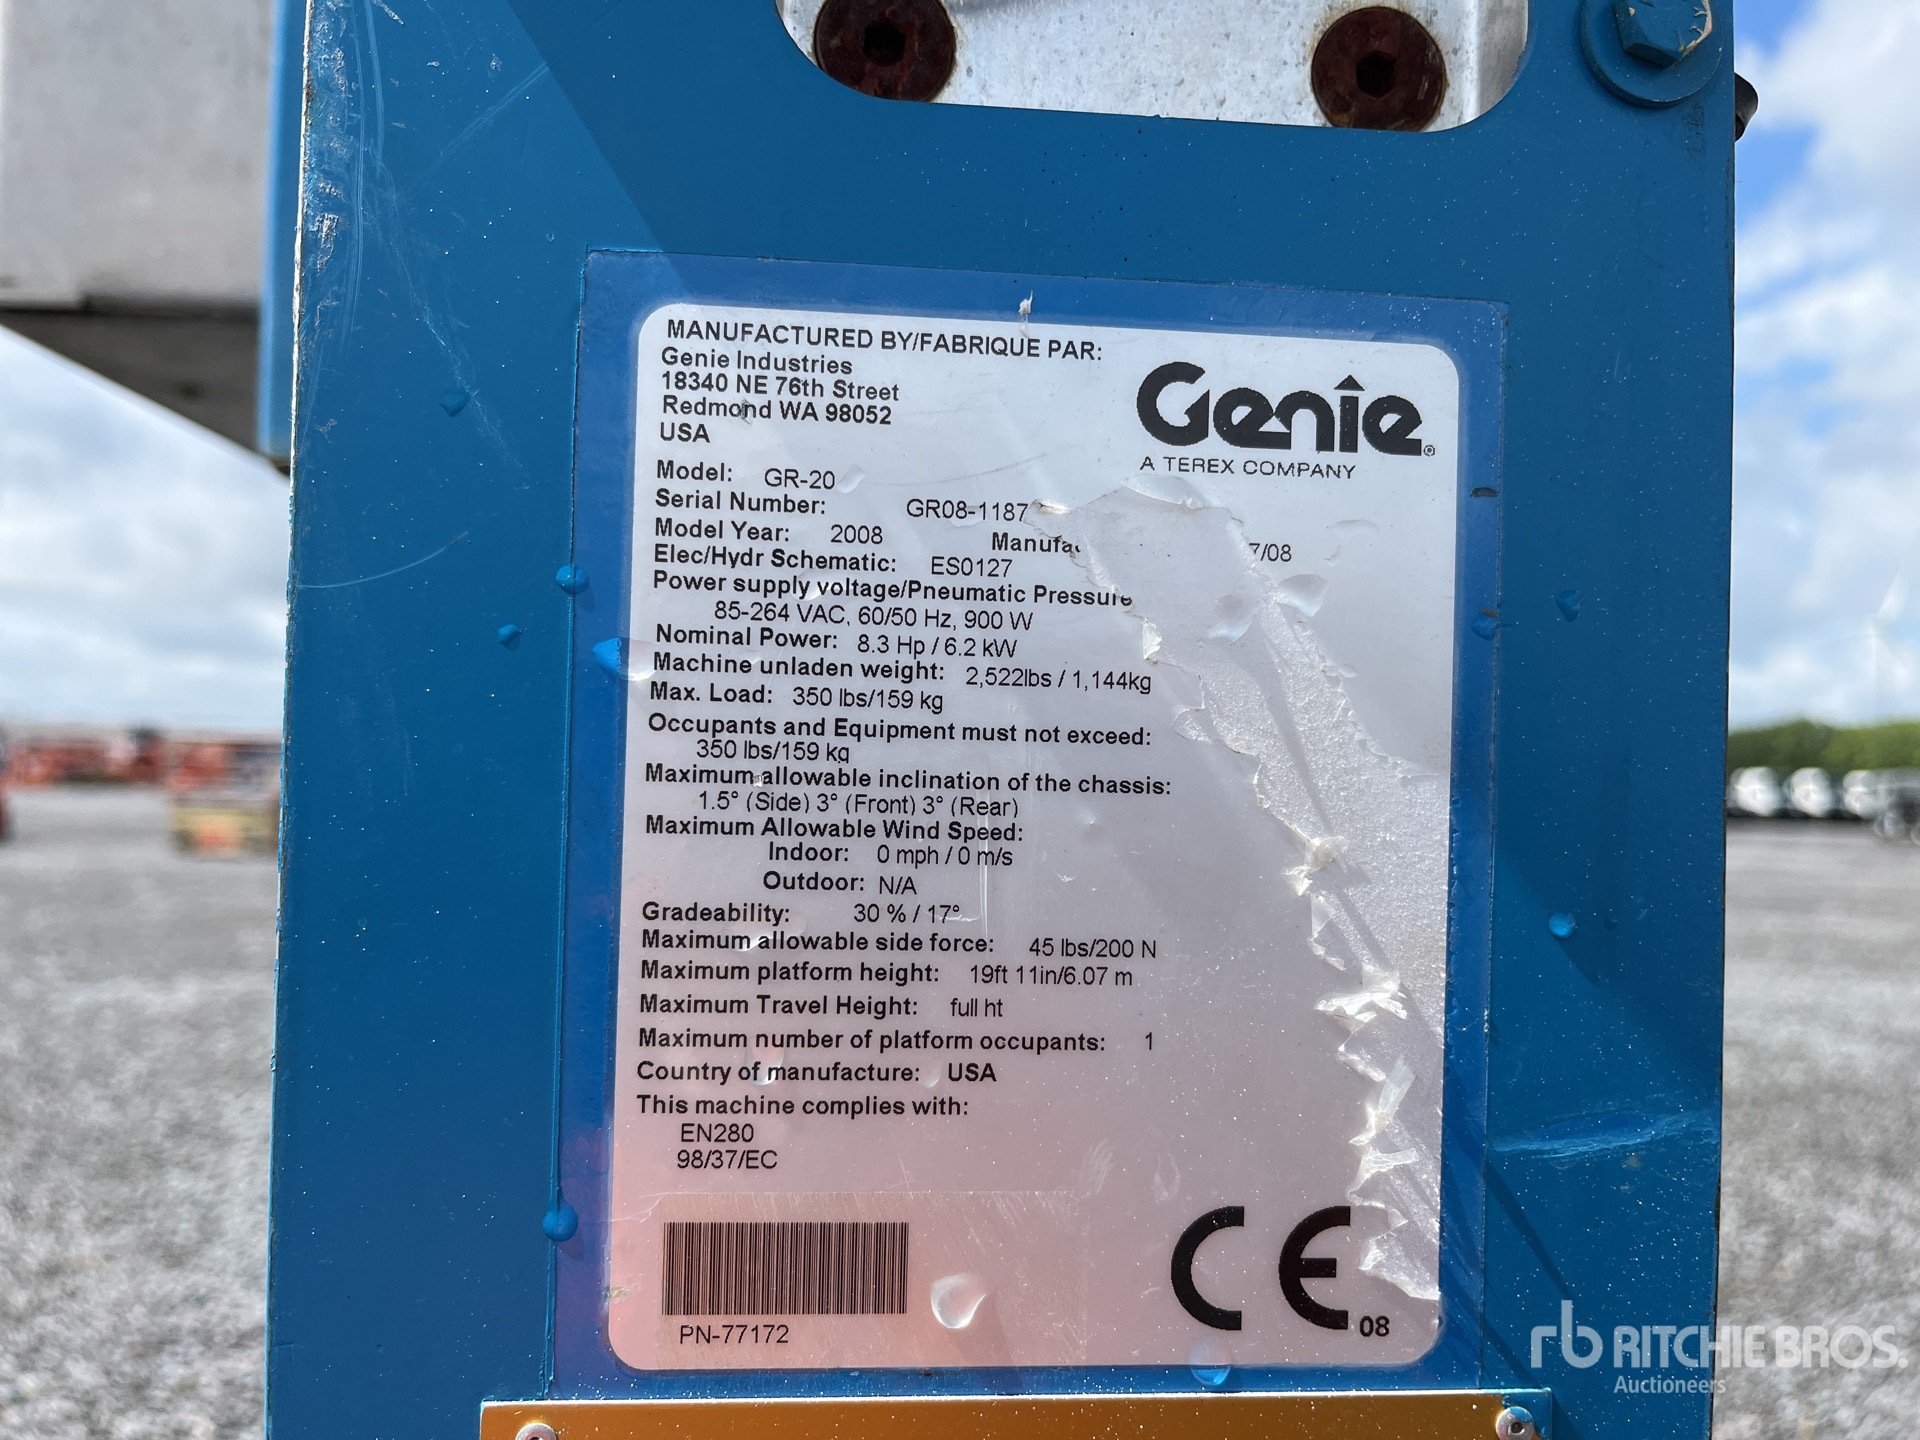 MANUFACTURED BY/FABRIQUE PAR:
Genie Industries
18340 NE 76th Street
Redmond WA 98052
USA
Genie®
A TEREX COMPANY
Model: GR-20
Serial Number: GR08-1187
Model Year: 2008 7/08
Elec/Hydr Schematic: ES0127
Power supply voltage/Pneumatic Pressure
85-264 VAC, 60/50 Hz, 900 W
Nominal Power: 8.3 Hp / 6.2 kW
Machine unladen weight: 2,522lbs / 1,144kg
Max. Load: 350 lbs/159 kg
Occupants and Equipment must not exceed:
350 lbs/159 kg
Maximum allowable inclination of the chassis:
1.5° (Side) 3° (Front) 3° (Rear)
Maximum Allowable Wind Speed:
Indoor: 0 mph / 0 m/s
Outdoor: N/A
Gradeability: 30 % / 17°
Maximum allowable side force: 45 lbs/200 N
Maximum platform height: 19ft 11in/6.07 m
Maximum Travel Height: full ht
Maximum number of platform occupants: 1
Country of manufacture: USA
This machine complies with:
EN280
98/37/EC
PN-77172
CE 08
rb RITCHIE BROS.
Auctioneers